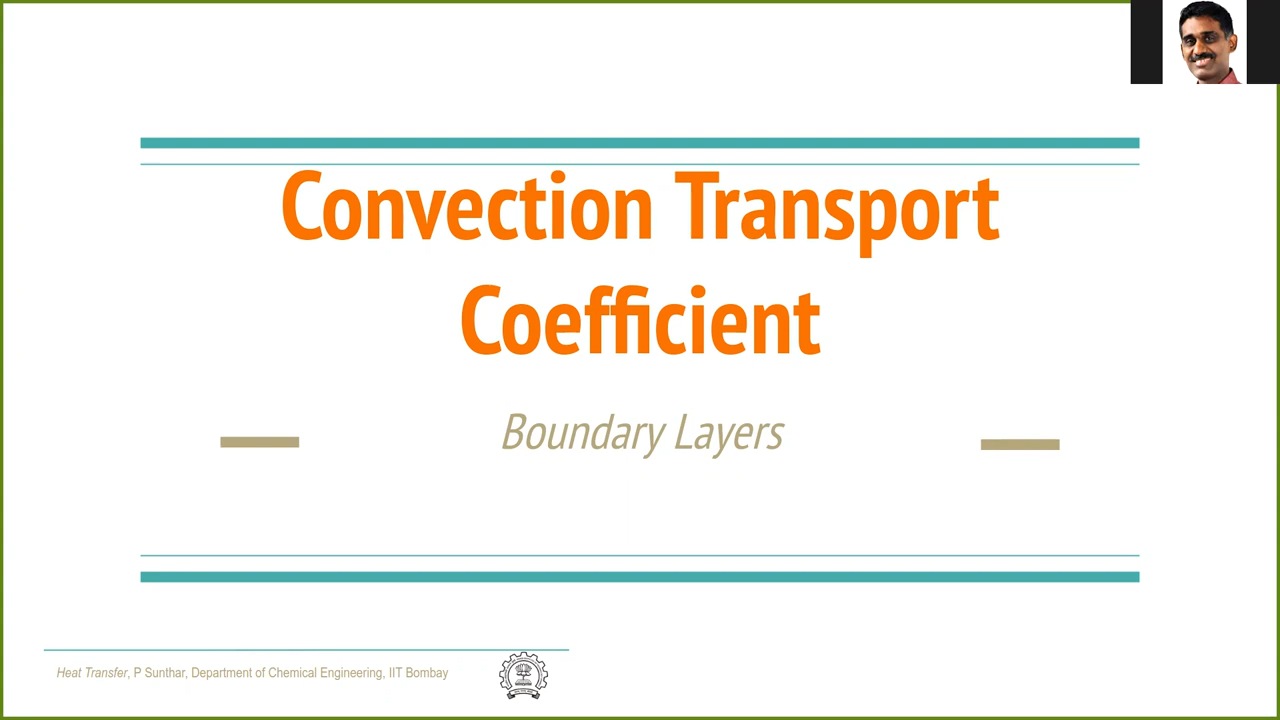 Convection Transport
Coefficient
Boundary Layers
Heat Transfer, P Sunthar, Department of Chemical Engineering, IIT Bombay